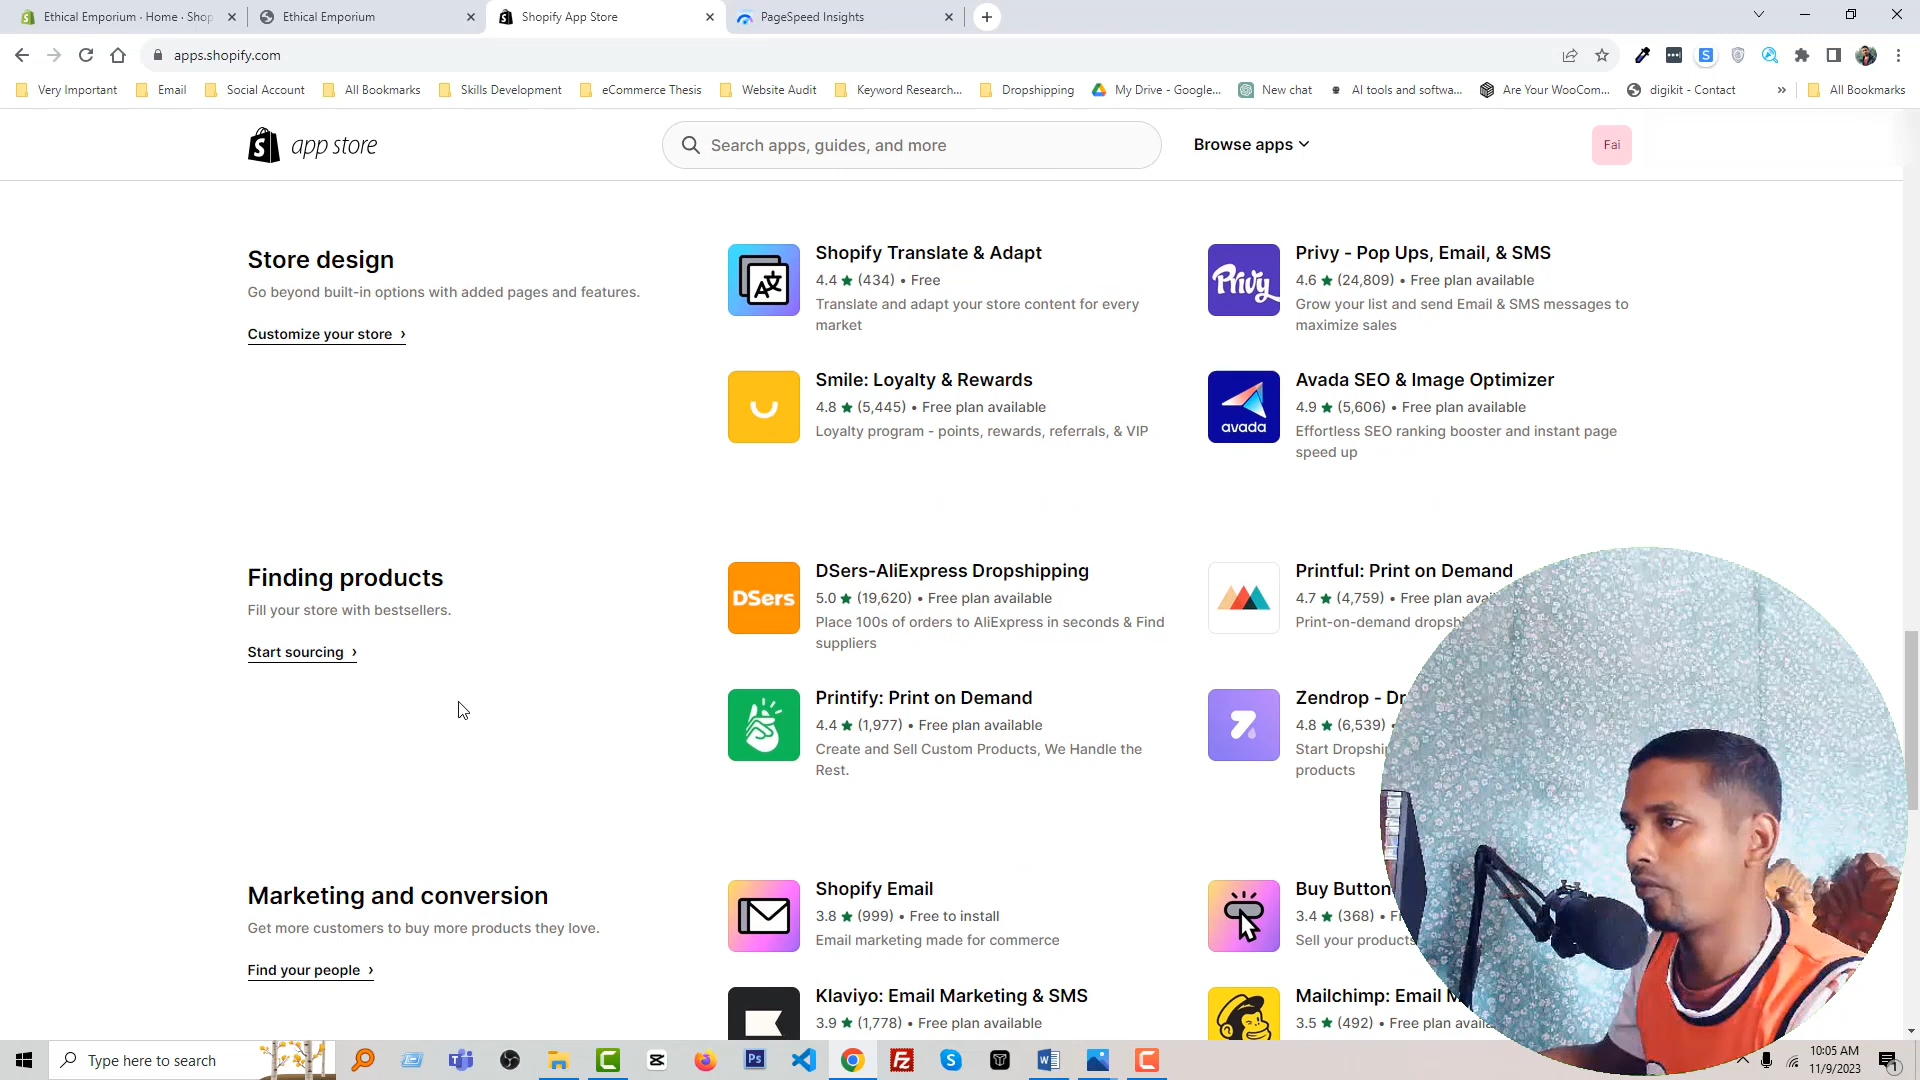 Ethical Emporium - Home · Shop
Ethical Emporium
Shopify App Store
PageSpeed Insights
apps.shopify.com
Very Important
Email
Social Account
All Bookmarks
Skills Development
eCommerce Thesis
Website Audit
Keyword Research...
Dropshipping
My Drive - Google...
New chat
AI tools and softwa...
Are Your WooCom...
digikit - Contact
»
All Bookmarks
app store
Search apps, guides, and more
Browse apps
Fai
Store design
Go beyond built-in options with added pages and features.
Customize your store ›
Shopify Translate & Adapt
4.4 ★ (434) • Free
Translate and adapt your store content for every
market
Privy
Privy - Pop Ups, Email, & SMS
4.6 ★ (24,809) • Free plan available
Grow your list and send Email & SMS messages to
maximize sales
Smile: Loyalty & Rewards
4.8 ★ (5,445) • Free plan available
Loyalty program - points, rewards, referrals, & VIP
avada
Avada SEO & Image Optimizer
4.9 ★ (5,606) • Free plan available
Effortless SEO ranking booster and instant page
speed up
Finding products
Fill your store with bestsellers.
Start sourcing ›
DSers
DSers-AliExpress Dropshipping
5.0 ★ (19,620) • Free plan available
Place 100s of orders to AliExpress in seconds & Find
suppliers
Printful: Print on Demand
4.7 ★ (4,759) • Free plan avai
Print-on-demand dropshi
Printify: Print on Demand
4.4 ★ (1,977) • Free plan available
Create and Sell Custom Products, We Handle the
Rest.
Zendrop - Dr
4.8 ★ (6,539) •
Start Dropshi
products
Marketing and conversion
Get more customers to buy more products they love.
Find your people ›
Shopify Email
3.8 ★ (999) • Free to install
Email marketing made for commerce
Buy Button
3.4 ★ (368) • F
Sell your products
Klaviyo: Email Marketing & SMS
3.9 ★ (1,778) • Free plan available
Mailchimp: Email M
3.5 ★ (492) • Free plan avail
Type here to search
10:05 AM
11/9/2023